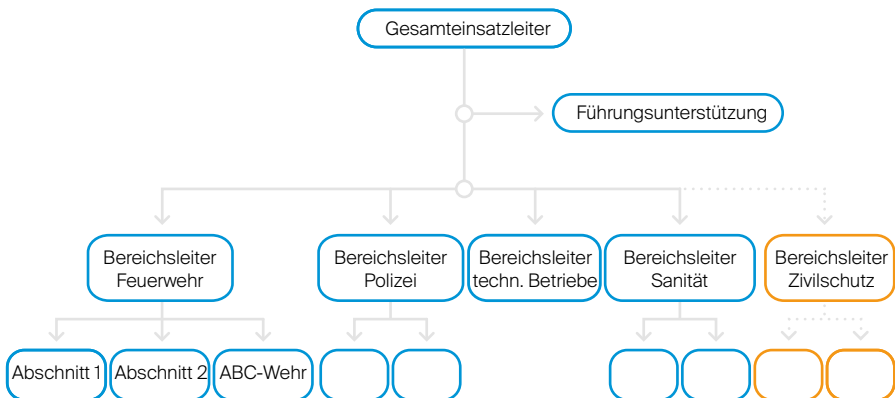 Gesamteinsatzleiter
Führungsunterstützung
Bereichsleiter
Feuerwehr
Bereichsleiter
Polizei
Bereichsleiter
techn. Betriebe
Bereichsleiter
Sanität
Bereichsleiter
Zivilschutz
Abschnitt 1
Abschnitt 2
ABC-Wehr